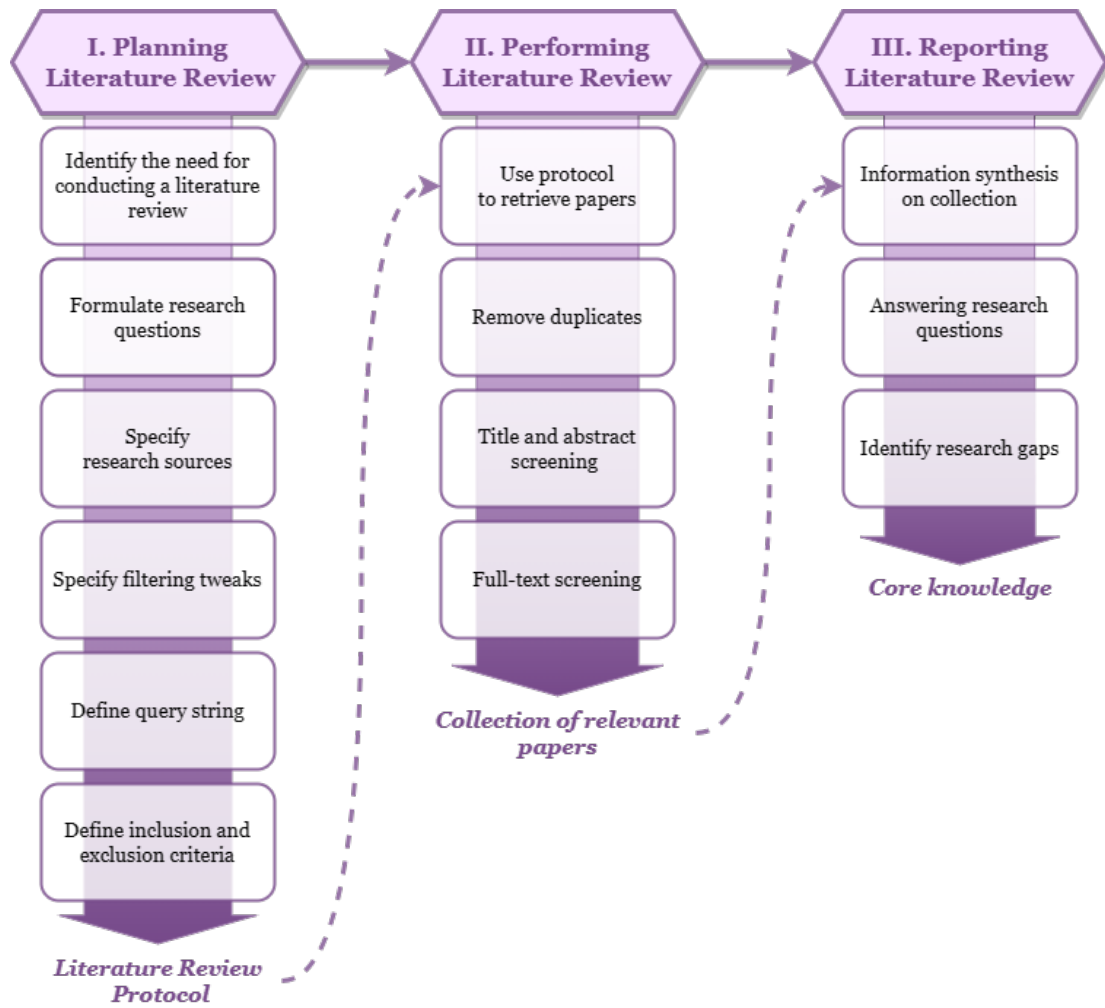 I. Planning
Literature Review
II. Performing
Literature Review
III. Reporting
Literature Review
Identify the need for
conducting a literature
review
Formulate research
questions
Specify
research sources
Specify filtering tweaks
Define query string
Define inclusion and
exclusion criteria
Literature Review
Protocol
Use protocol
to retrieve papers
Remove duplicates
Title and abstract
screening
Full-text screening
Collection of relevant
papers
Information synthesis
on collection
Answering research
questions
Identify research gaps
Core knowledge